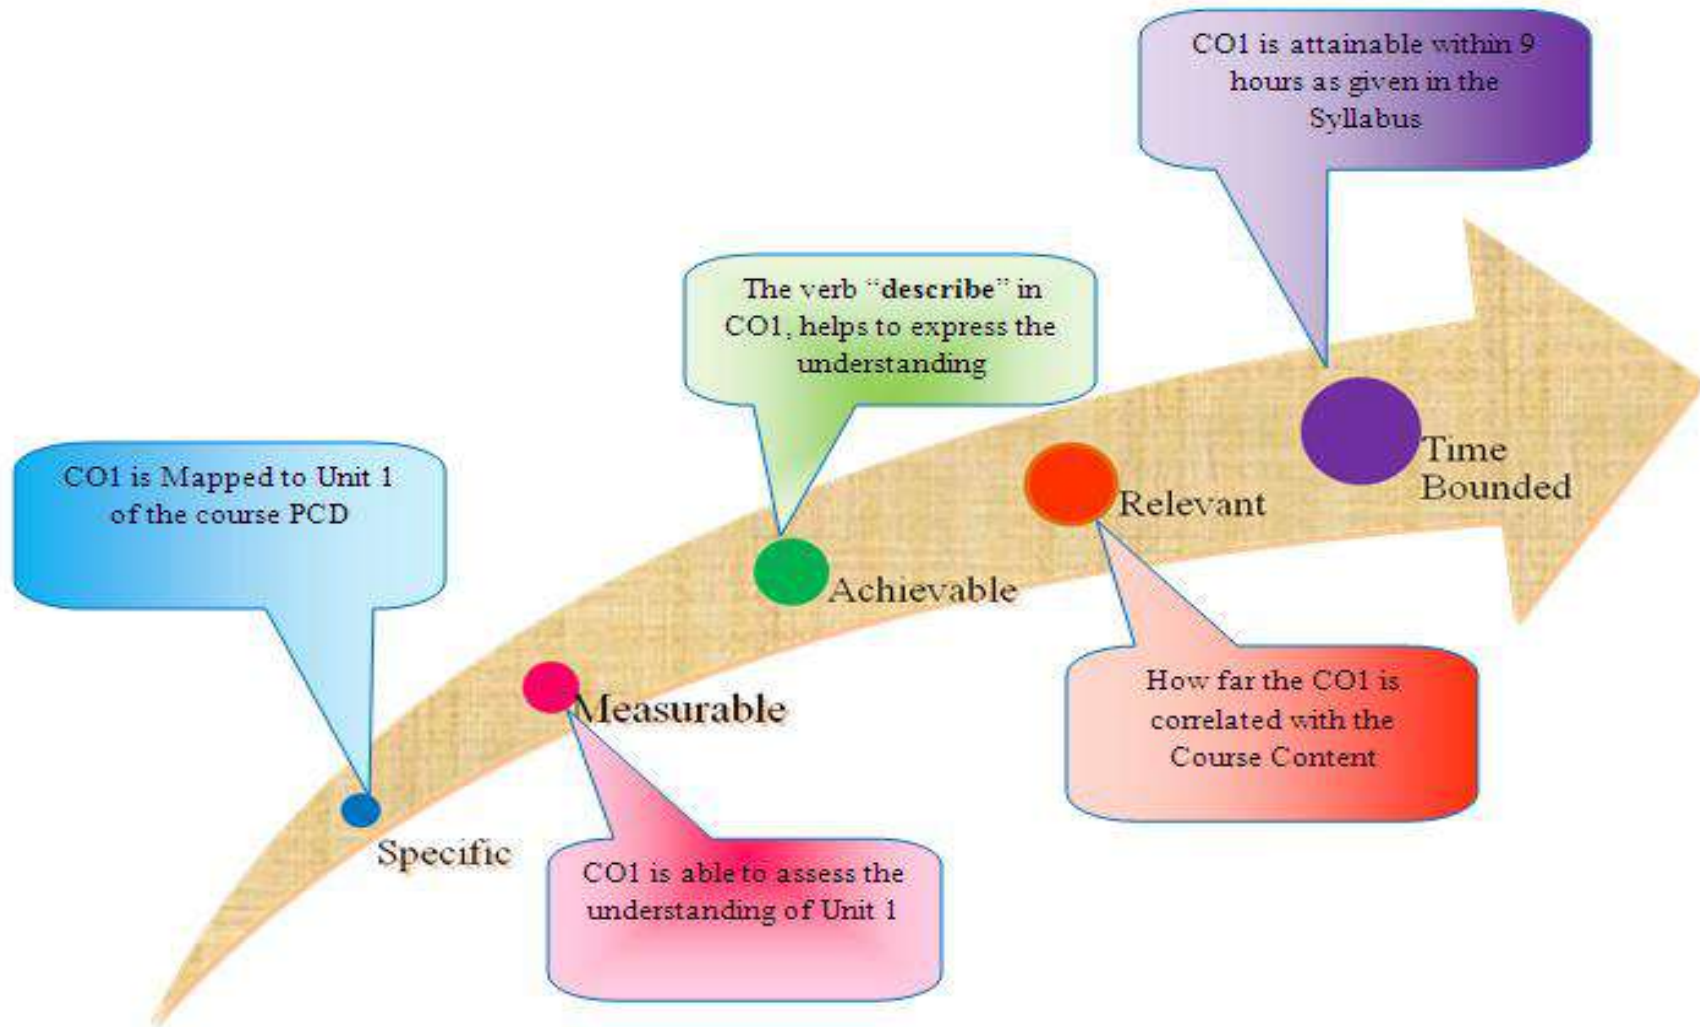 CO1 is attainable within 9
hours as given in the
Syllabus
The verb “describe” in
CO1, helps to express the
understanding
CO1 is Mapped to Unit 1
of the course PCD
Time
Bounded
Relevant
Achievable
Measurable
Specific
How far the CO1 is
correlated with the
Course Content
CO1 is able to assess the
understanding of Unit 1